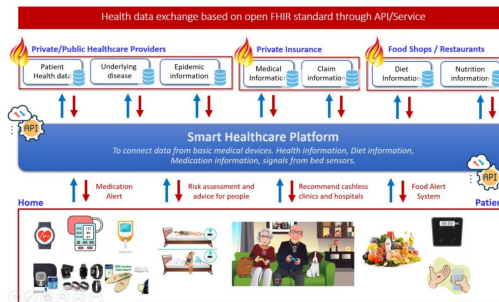 Health data exchange based on open FHIR standard through API/Service
Private/Public Healthcare Providers
Private Insurance
Food Shops / Restaurants
Patient
Health data
Underlying
disease
Epidemic
information
Medical
Information
Claim
information
Diet
Information
Nutrition
information
API
Smart Healthcare Platform
To connect data from basic medical devices. Health information, Diet information,
Medication information, signals from bed sensors.
API
Medication
Alert
Risk assessment and
advice for people
Recommend cashless
clinics and hospitals
Food Alert
System
Home
Patient